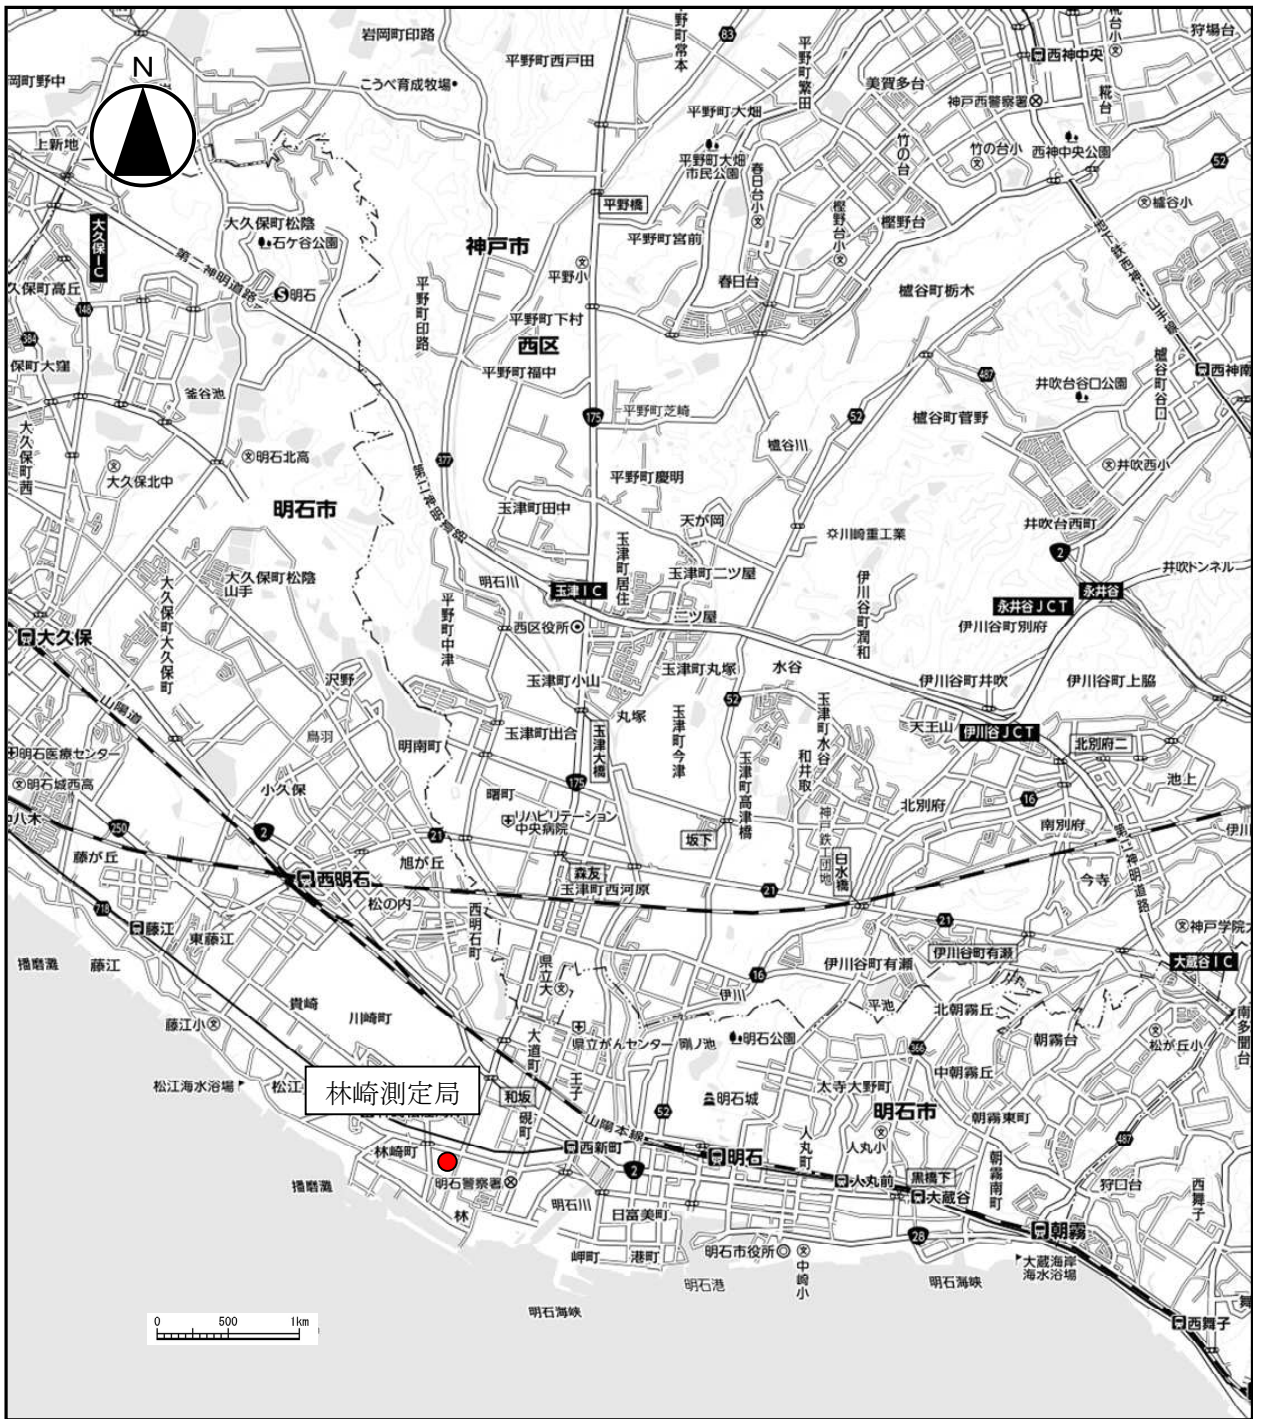 岩岡町印路
平野町西戸田
平野町常本
83
平野町繁田
糀台小
狩場台
西神中央
N
岡町野中
こうべ育成牧場
美賀多台
神戸西警察署
糀台
上新地
平野町大畑
平野町大畑
市民公園
竹の台
竹の台小
西神中央公園
52
春日台小
大久保町松陰
石ケ谷公園
大久保IC
平野橋
櫨谷小
樫野台小
樫野台
第二神明道路
神戸市
平野町宮前
平野小
明石
平野町印路
春日台
櫨谷町栃木
久保町高丘
148
平野町下村
384
西区
保町大窪
平野町福中
櫨谷町谷口
西神南
487
井吹台谷口公園
釜谷池
175
平野町芝崎
52
櫨谷町菅野
大久保町茜
櫨谷川
明石北高
大久保北中
377
第二神明道路
平野町慶明
井吹西小
明石市
玉津町田中
天が岡
井吹台西町
川崎重工業
玉津町居住
2
大久保町松陰
山手
大久保町大久保町
明石川
玉津IC
玉津町二ツ屋
井吹トンネル
平野町中津
伊川谷町潤和
永井谷JCT
永井谷
大久保
西区役所
二ツ屋
伊川谷町別府
沢野
玉津町小山
玉津町丸塚
水谷
伊川谷町井吹
伊川谷町上脇
山陽道
52
丸塚
玉津町今津
玉津町水谷
天王山
鳥羽
明南町
玉津町出合
玉津大橋
伊川谷JCT
北別府二
明石医療センター
和井取
玉津町高津橋
明石城西高
小久保
曙町
175
池上
北別府
16
中八木
250
2
21
リハビリテーション
中央病院
坂下
神戸鉄工団地
白水橋
南別府
伊川
藤が丘
旭が丘
森友
第二神明道路
西明石
玉津町西河原
21
今寺
松の内
718
西明石町
21
藤江
東藤江
神戸学院大
播磨灘
藤江
県立大
16
伊川谷町有瀬
伊川谷町有瀬
大蔵谷IC
伊川
貴崎
川崎町
平池
北朝霧丘
藤江小
大道町
県立がんセンター
明石公園
朝霧台
松が丘小
南多聞台
366
中朝霧丘
松江海水浴場
松江
林崎測定局
王子
和坂
太寺大野町
明石城
硯町
52
明石市
朝霧東町
山陽本線
人丸町
人丸小
487
林崎町
西新町
明石
朝霧南町
2
明石警察署
人丸前
黒橋下
大蔵谷
狩口台
西舞子
播磨灘
林
明石川
日富美町
28
朝霧
岬町
港町
明石市役所
中崎小
大蔵海岸
海水浴場
明石港
明石海峡
明石海峡
0
500
1km
西舞子